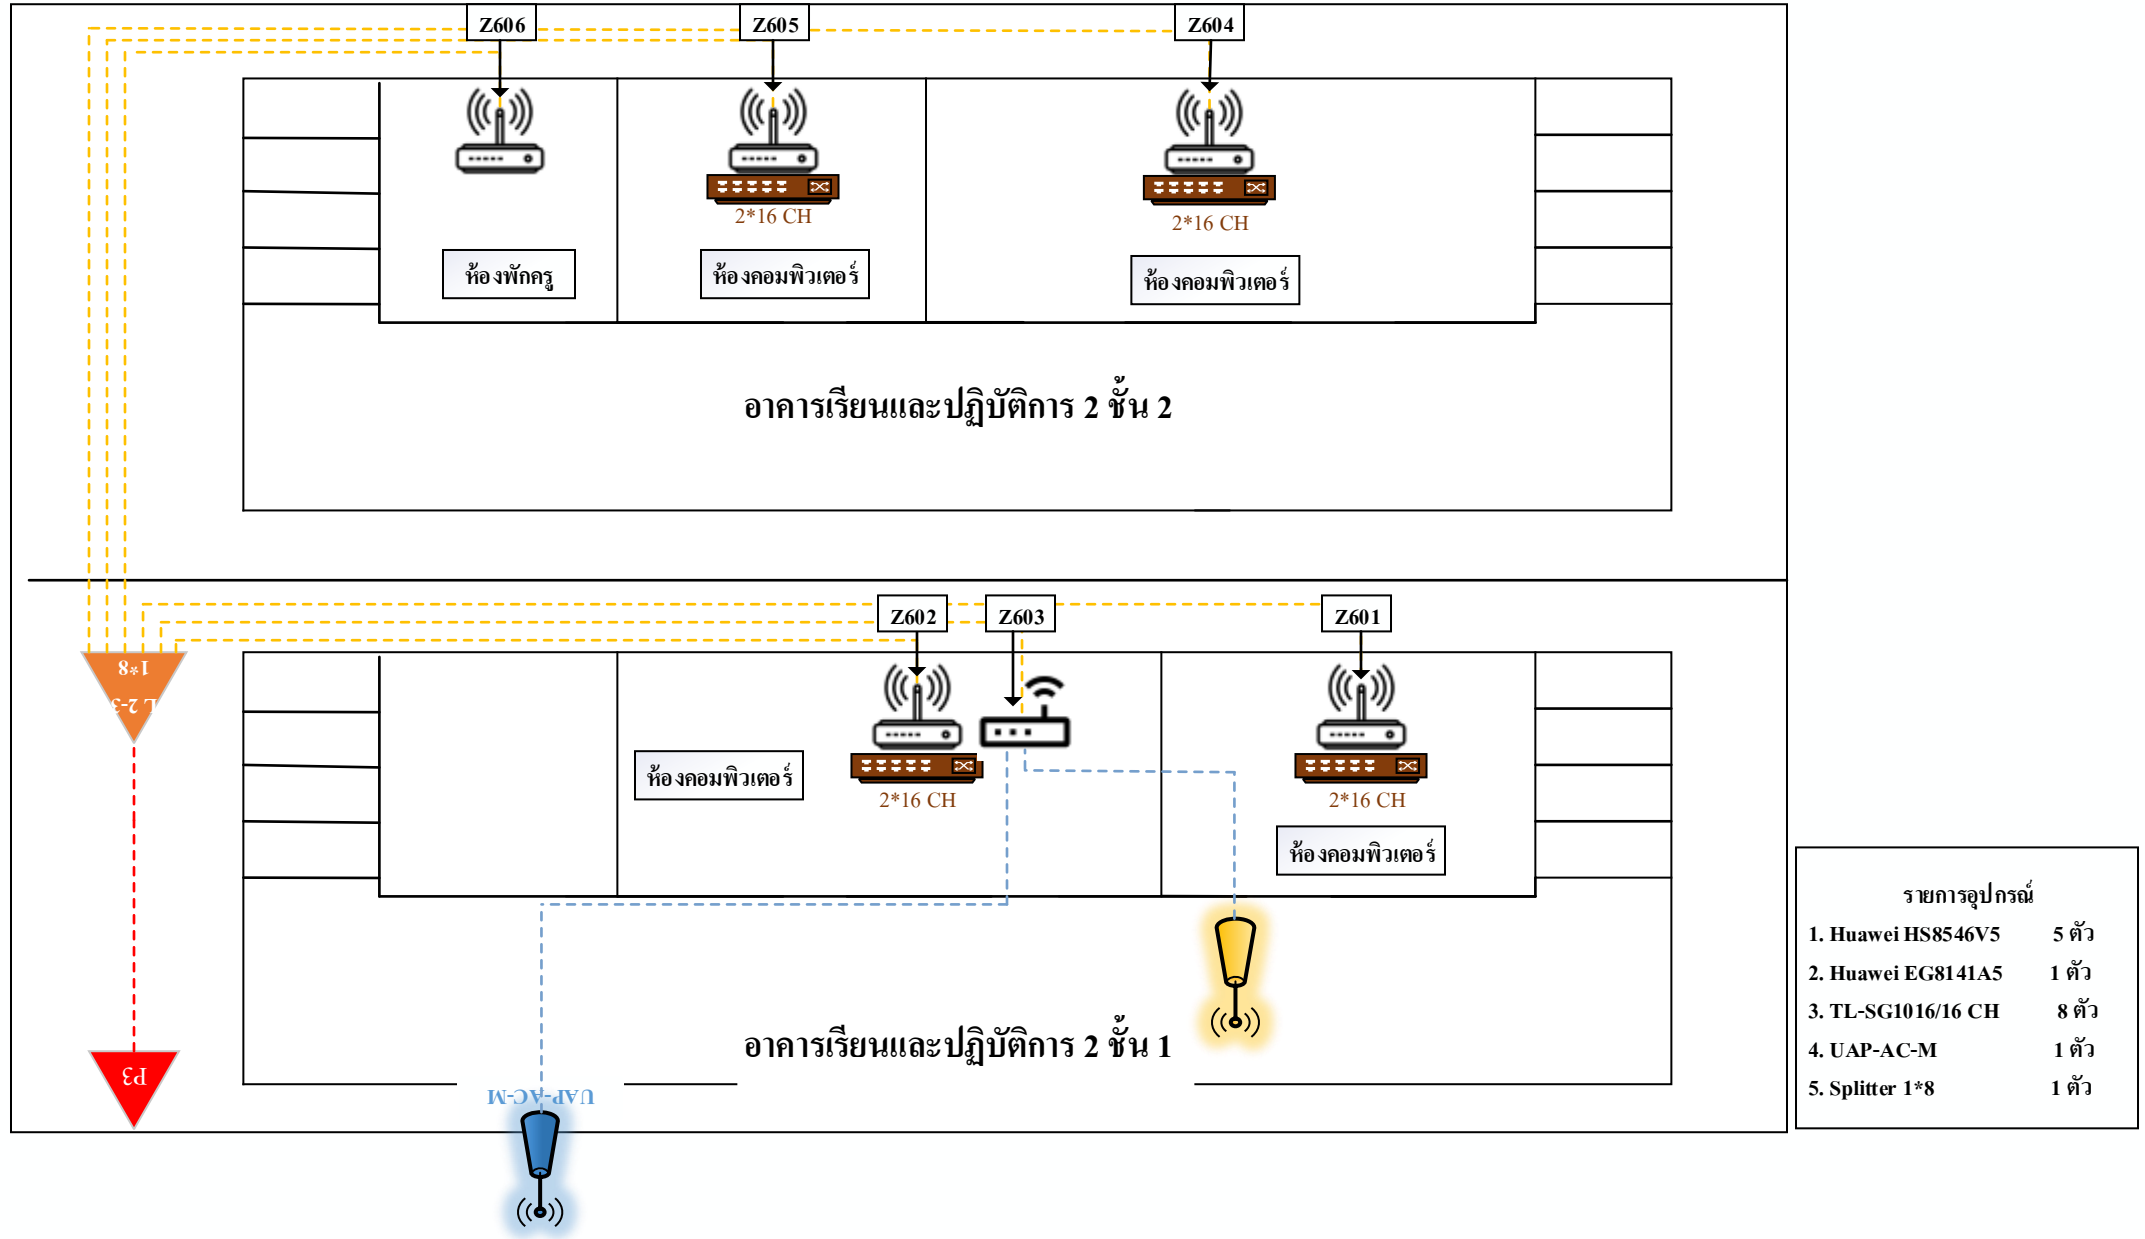 Z606
Z605
Z604
2*16 CH
2*16 CH
ห้องพักครู
ห้องคอมพิวเตอร์
ห้องคอมพิวเตอร์
อาคารเรียนและปฏิบัติการ 2 ชั้น 2
Z602
Z603
Z601
1*8
L 2-3
ห้องคอมพิวเตอร์
2*16 CH
2*16 CH
ห้องคอมพิวเตอร์
อาคารเรียนและปฏิบัติการ 2 ชั้น 1
P3
UAP-AC-M
รายการอุปกรณ์
1. Huawei HS8546V5 5 ตัว
2. Huawei EG8141A5 1 ตัว
3. TL-SG1016/16 CH 8 ตัว
4. UAP-AC-M 1 ตัว
5. Splitter 1*8 1 ตัว